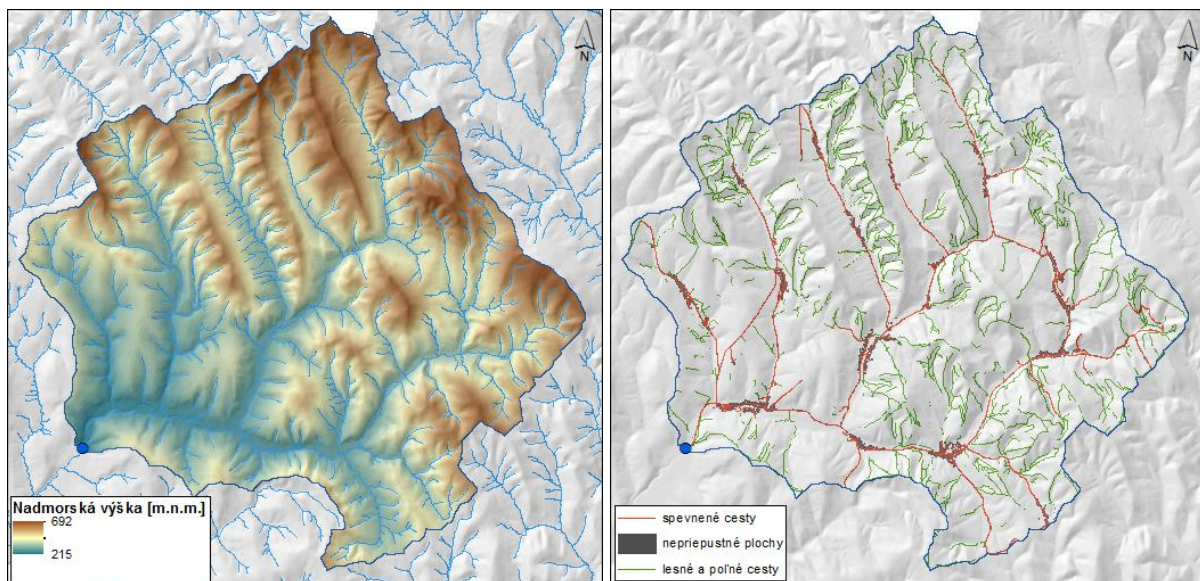 N
Nadmorská výška [m.n.m.]
692
215
N
spevnené cesty
nepriepustné plochy
lesné a poľné cesty